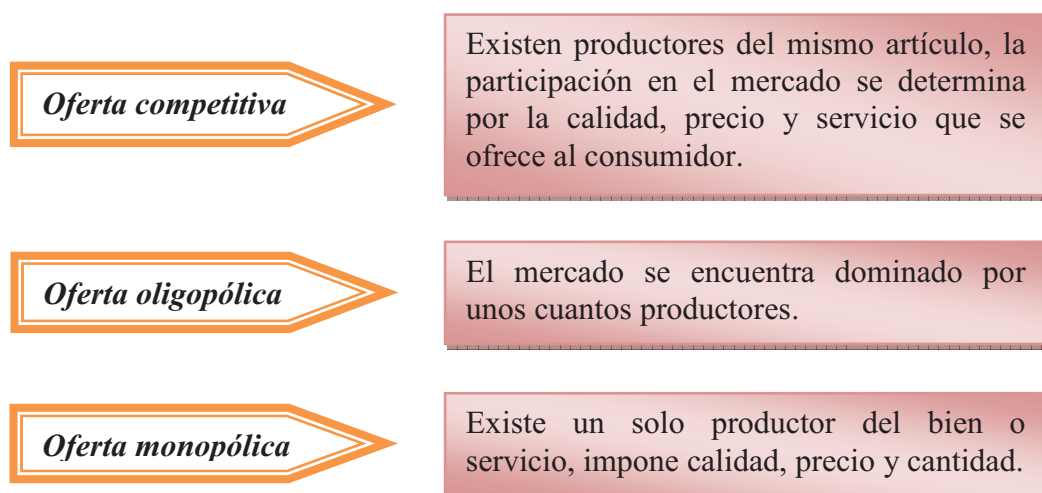 Oferta competitiva
Existen productores del mismo artículo, la
participación en el mercado se determina
por la calidad, precio y servicio que se
ofrece al consumidor.
Oferta oligopólica
El mercado se encuentra dominado por
unos cuantos productores.
Oferta monopólica
Existe un solo productor del bien o
servicio, impone calidad, precio y cantidad.